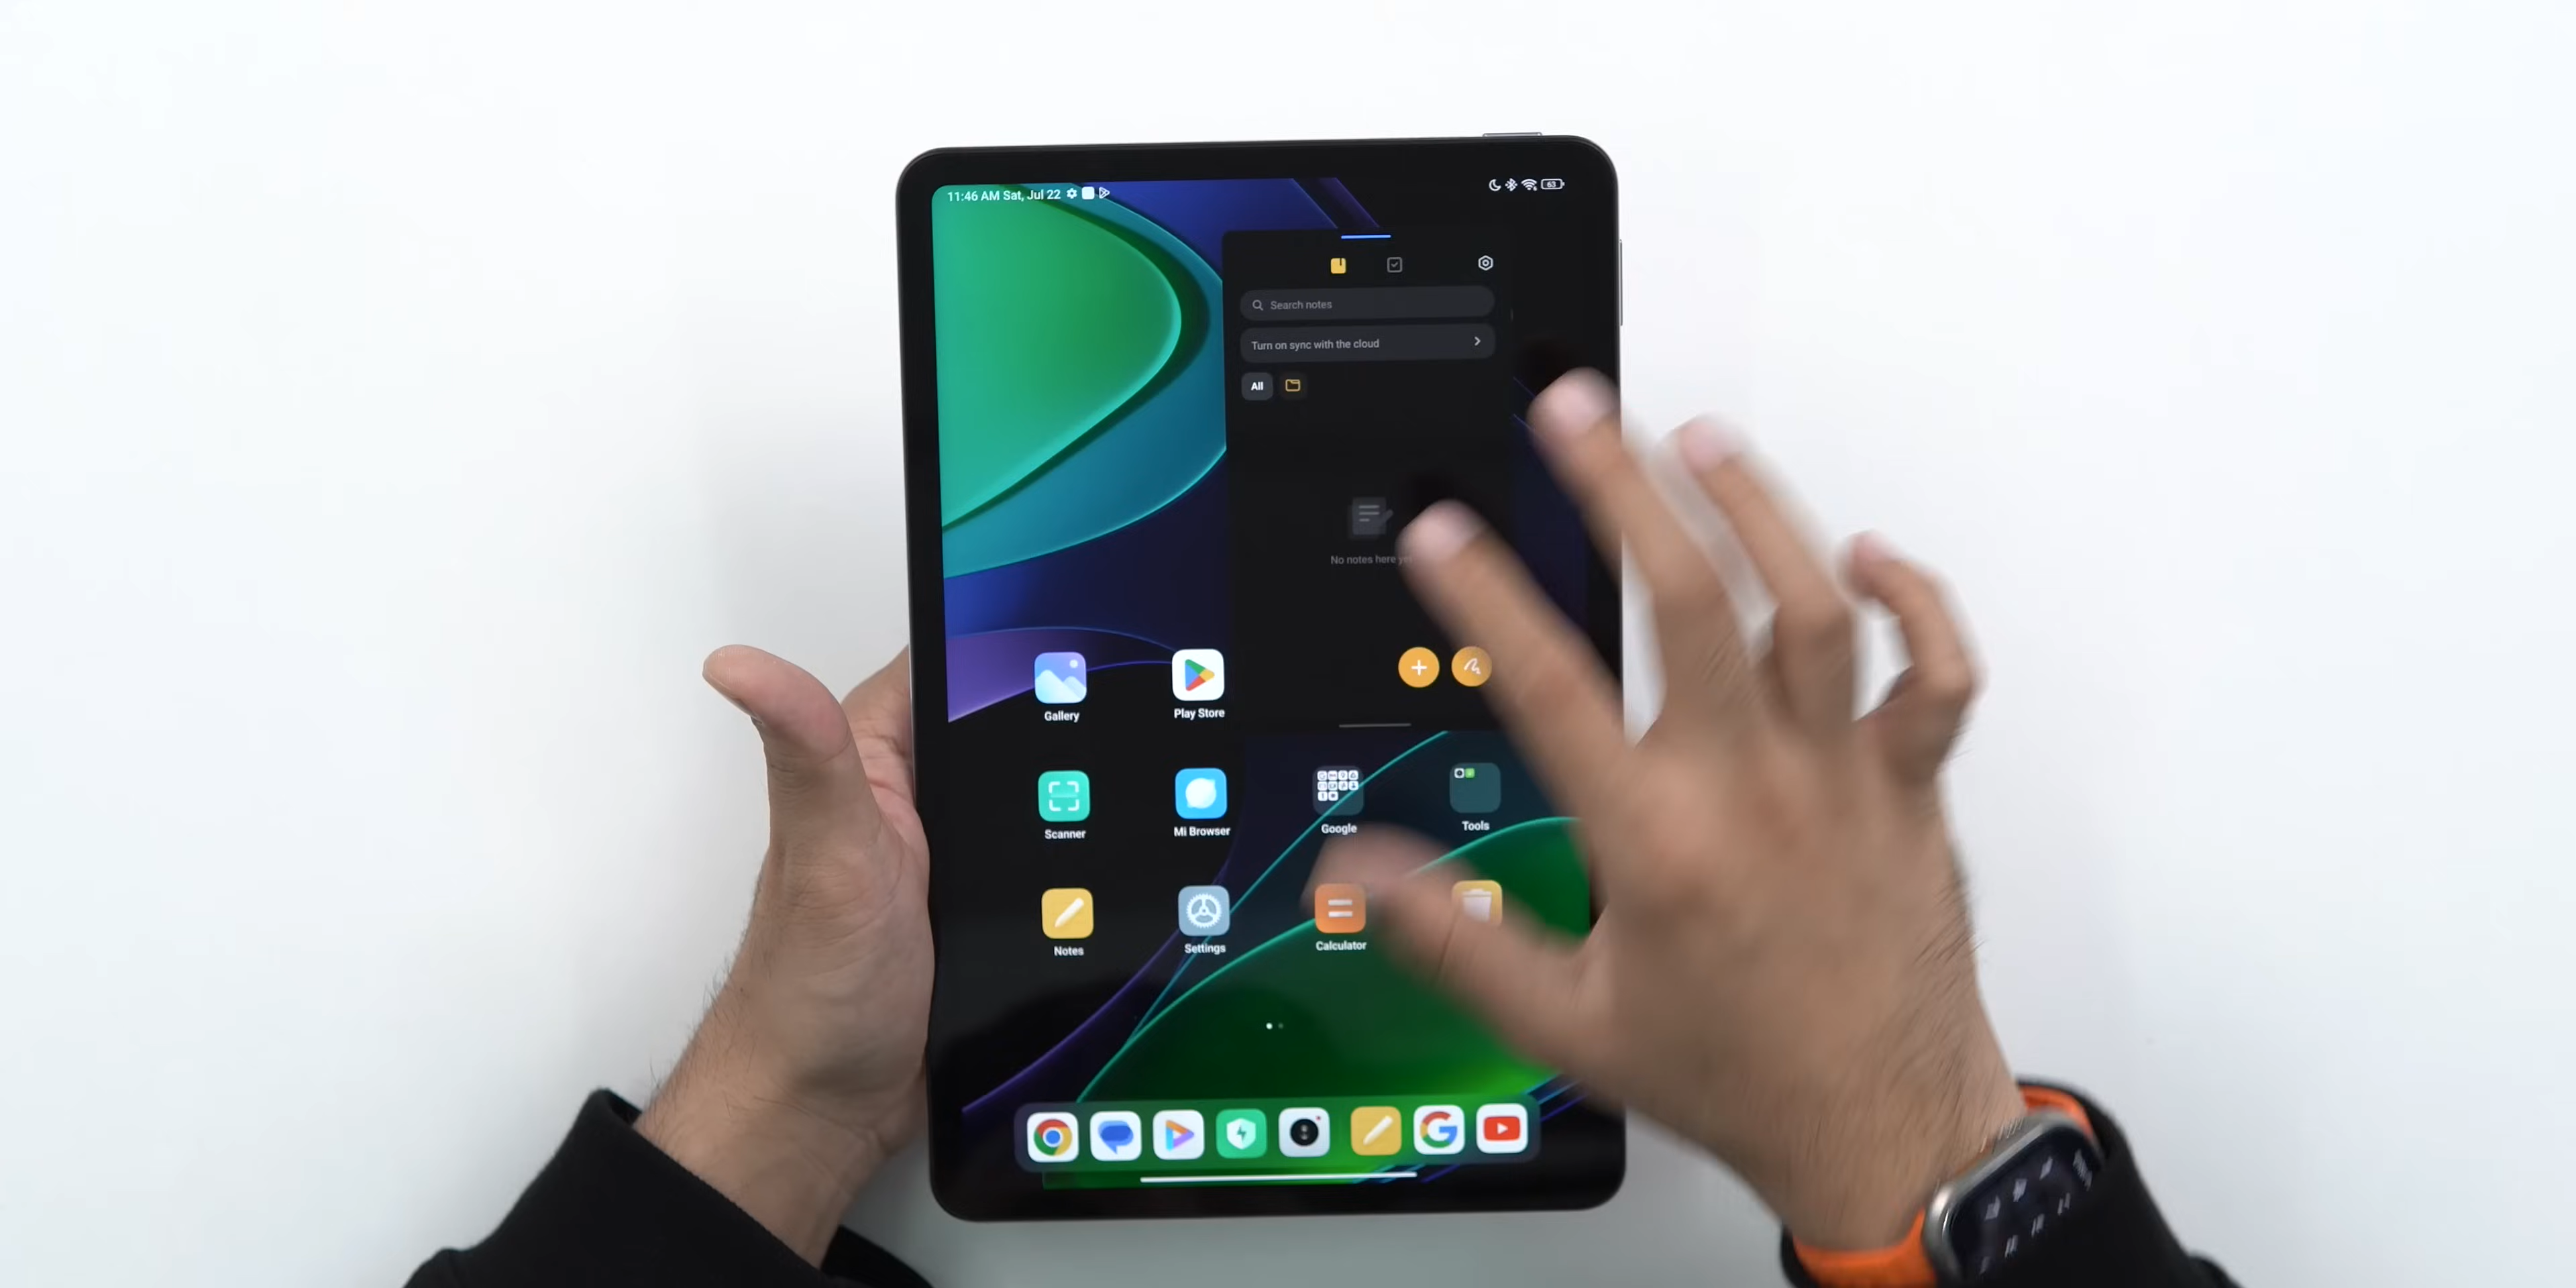 11:46 AM Sat, Jul 22
63
Search notes
Turn on sync with the cloud
All
No notes here
Gallery
Play Store
Scanner
Mi Browser
Google
Tools
Notes
Settings
Calculator